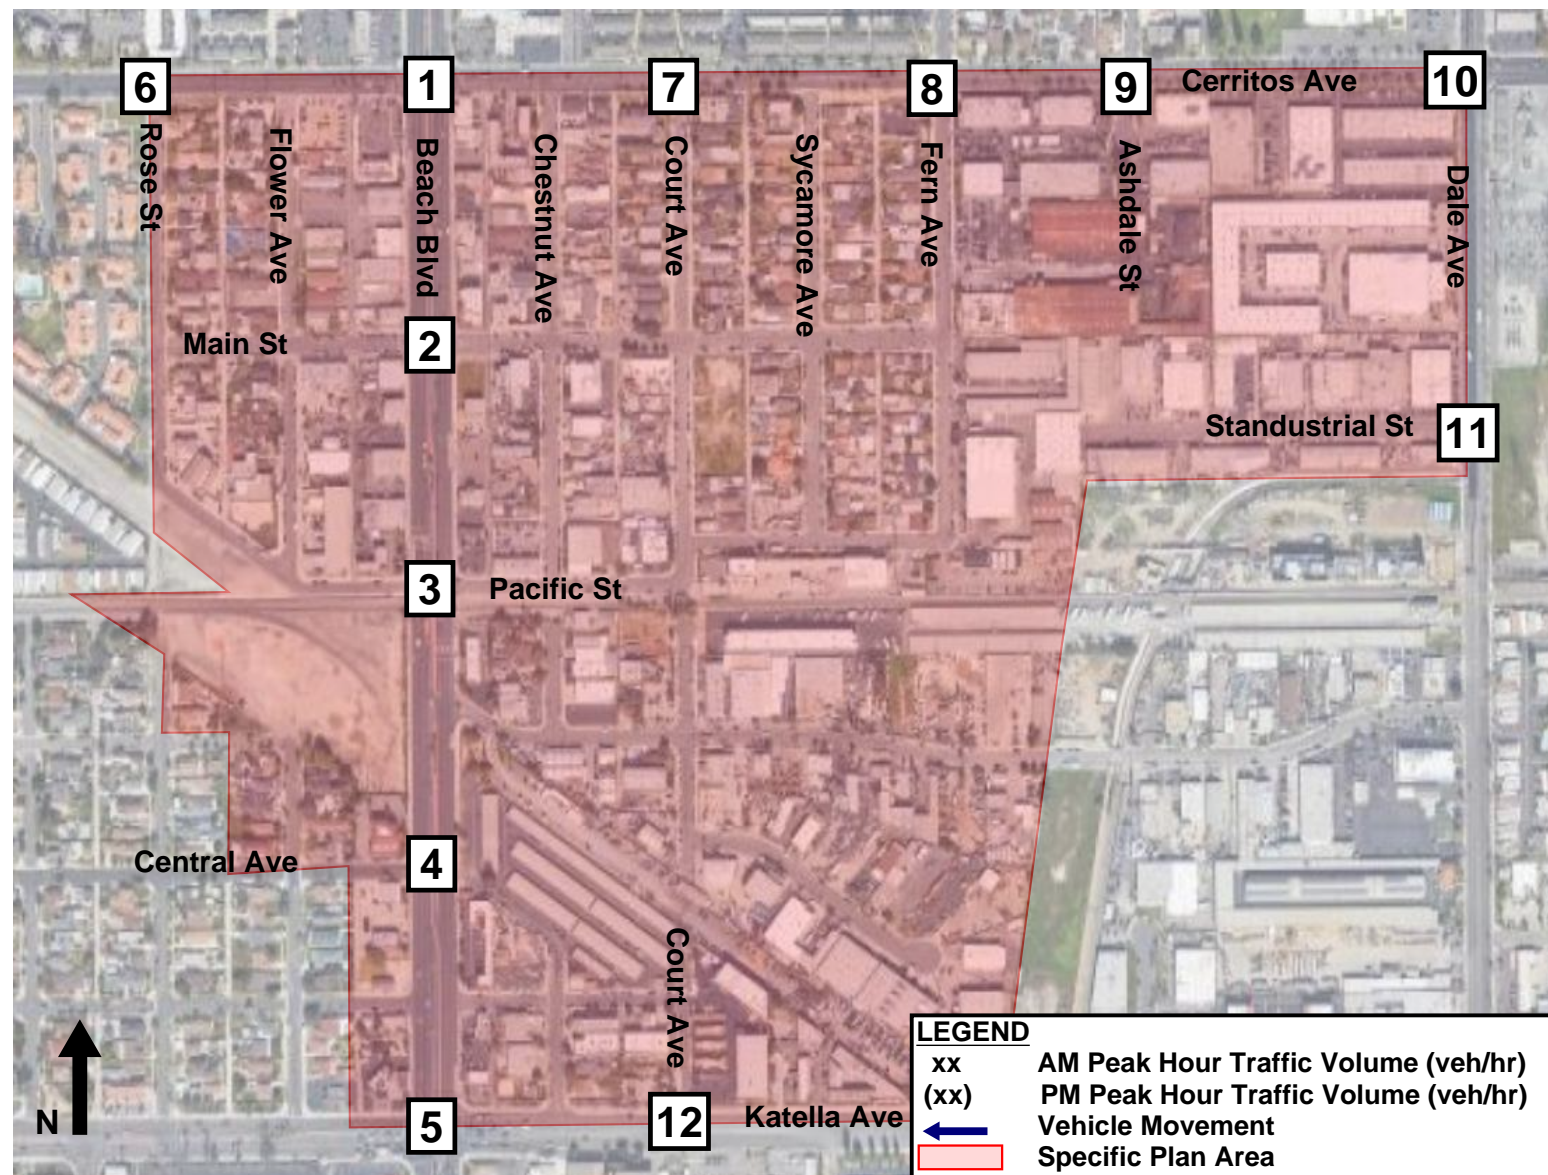 6
1
7
8
9
Cerritos Ave
10
Rose St
Flower Ave
Beach Blvd
Chestnut Ave
Court Ave
Sycamore Ave
Fern Ave
Ashdale St
Dale Ave
Main St
2
Standustrial St
11
3
Pacific St
Central Ave
4
Court Ave
5
12
Katella Ave
N
LEGEND
xx AM Peak Hour Traffic Volume (veh/hr)
(xx) PM Peak Hour Traffic Volume (veh/hr)
Vehicle Movement
Specific Plan Area